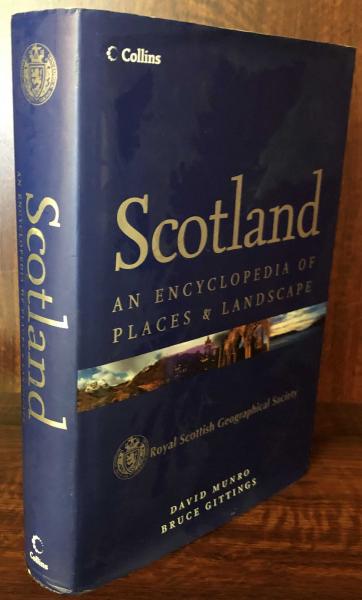 Collins
Scotland
AN ENCYCLOPEDIA OF
PLACES & LANDSCAPE
Royal Scottish Geographical Society
DAVID MUNRO
BRUCE GITTINGS
Scotland
AN ENCYCLOPEDIA OF PLACES & LANDSCAPE
Collins